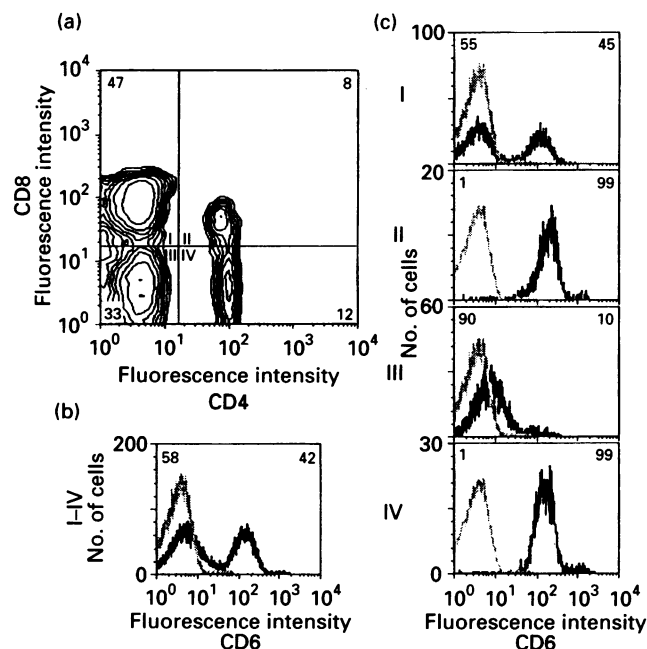 (a)
CD8
Fluorescence intensity
10⁴
10³
10²
10¹
10⁰
47
8
I
II
III
IV
33
12
10⁰ 10¹ 10² 10³ 10⁴
Fluorescence intensity
CD4
(b)
I–IV
No. of cells
200
0
58
42
10⁰ 10¹ 10² 10³ 10⁴
Fluorescence intensity
CD6
(c)
No. of cells
100
55
45
I
20
1
99
II
60
90
10
III
30
1
99
IV
0
10⁰ 10¹ 10² 10³ 10⁴
Fluorescence intensity
CD6